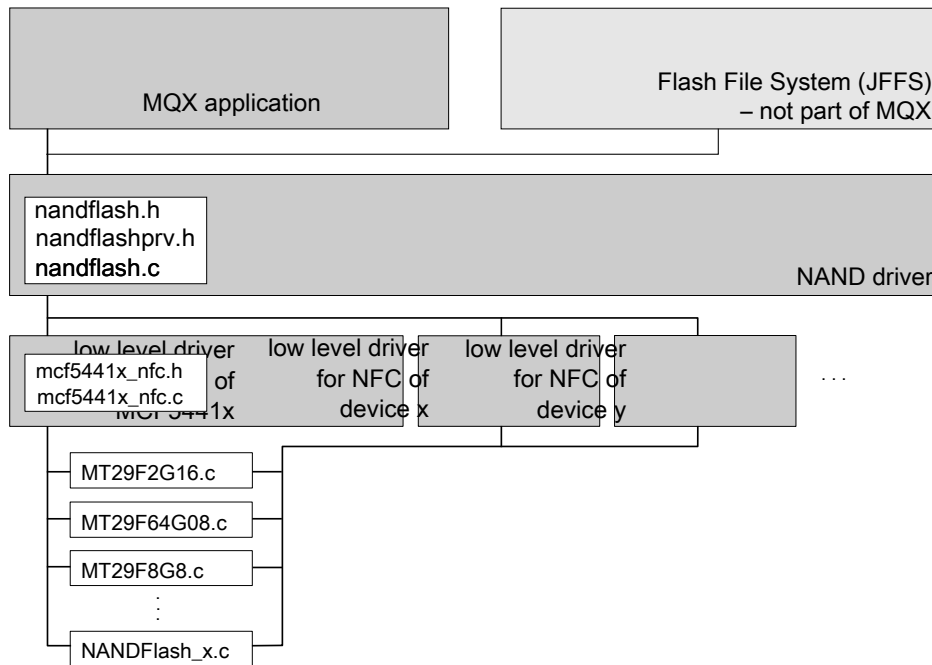 MQX application
Flash File System (JFFS)
– not part of MQX
nandflash.h
nandflashprv.h
nandflash.c
NAND driver
low level driver
of
MCF5441x
mcf5441x_nfc.h
mcf5441x_nfc.c
low level driver
for NFC of
device x
low level driver
for NFC of
device y
. . .
MT29F2G16.c
MT29F64G08.c
MT29F8G8.c
. . .
NANDFlash_x.c